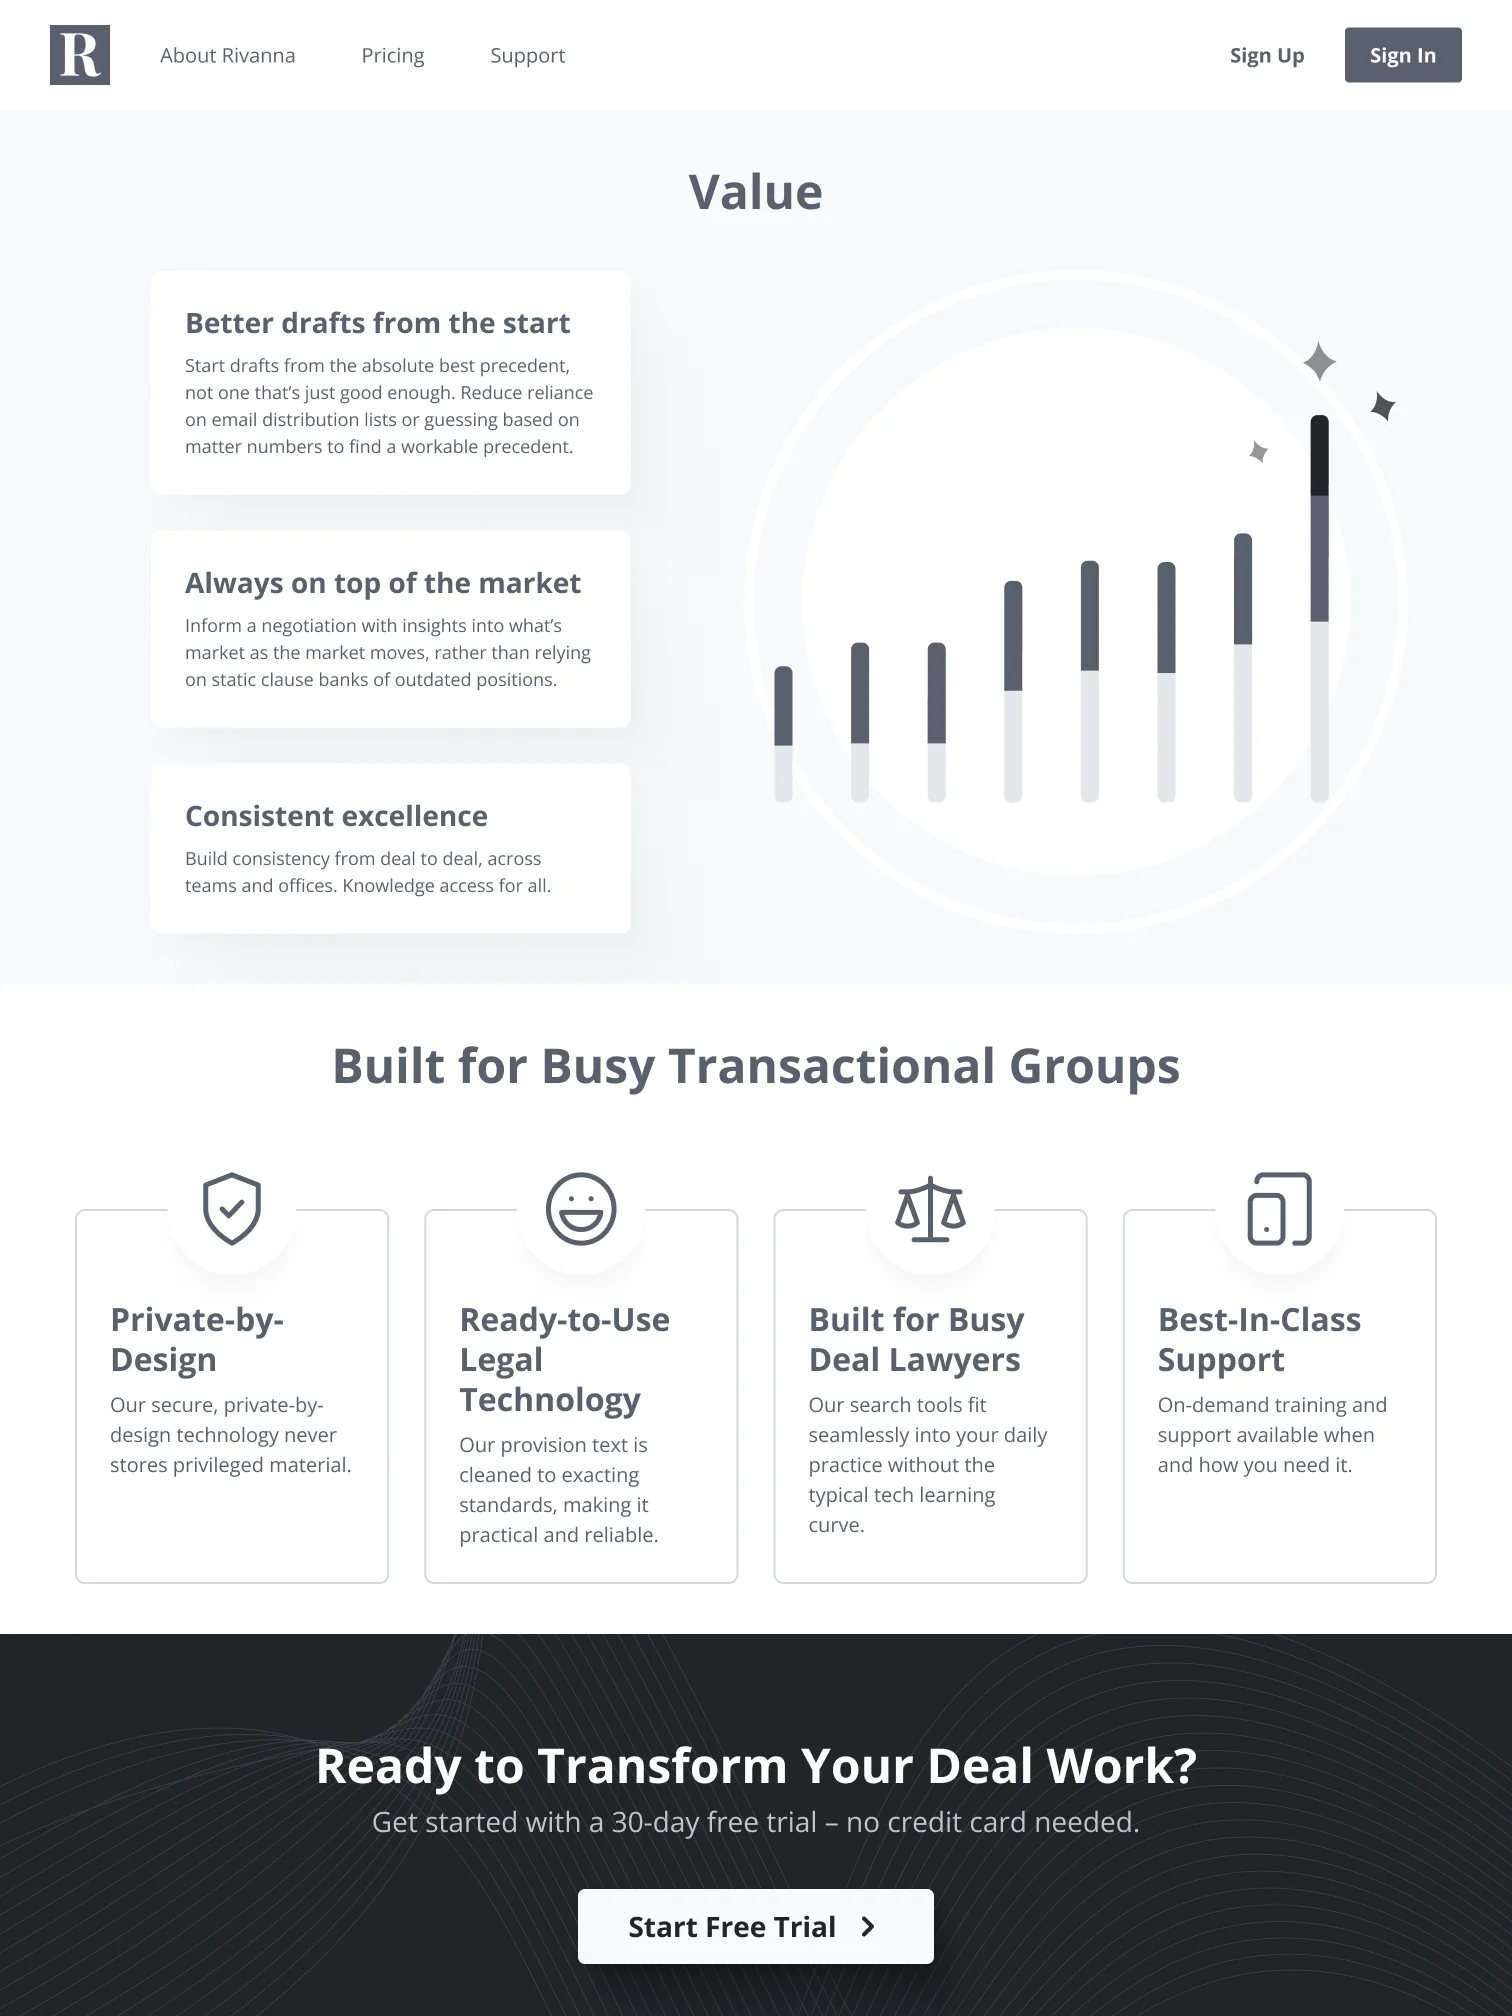 R
About Rivanna
Pricing
Support
Sign Up
Sign In
Value
Better drafts from the start
Start drafts from the absolute best precedent,
not one that’s just good enough. Reduce reliance
on email distribution lists or guessing based on
matter numbers to find a workable precedent.
Always on top of the market
Inform a negotiation with insights into what’s
market as the market moves, rather than relying
on static clause banks of outdated positions.
Consistent excellence
Build consistency from deal to deal, across
teams and offices. Knowledge access for all.
Built for Busy Transactional Groups
Private-by-
Design
Our secure, private-by-
design technology never
stores privileged material.
Ready-to-Use
Legal
Technology
Our provision text is
cleaned to exacting
standards, making it
practical and reliable.
Built for Busy
Deal Lawyers
Our search tools fit
seamlessly into your daily
practice without the
typical tech learning
curve.
Best-In-Class
Support
On-demand training and
support available when
and how you need it.
Ready to Transform Your Deal Work?
Get started with a 30-day free trial – no credit card needed.
Start Free Trial